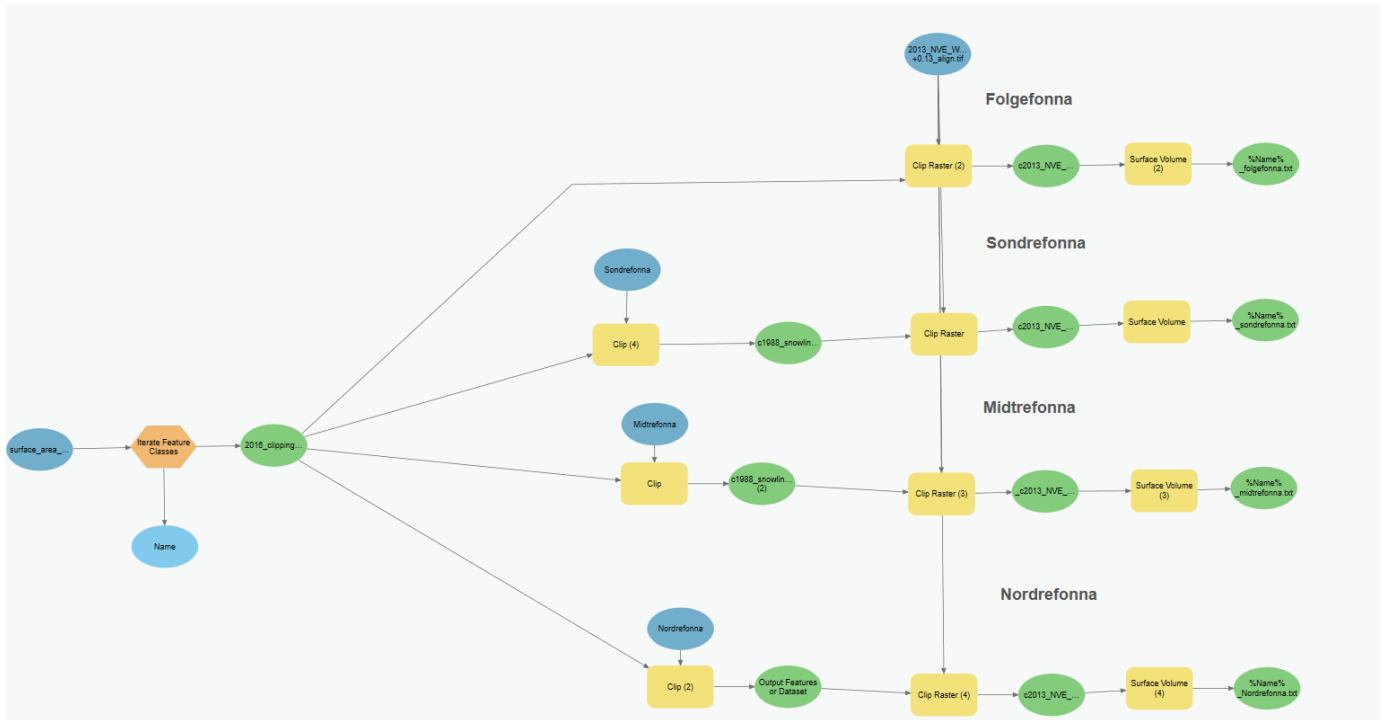 2013_NVE_W...
+0.13_align.tif
Folgefonna
Clip Raster (2)
c2013_NVE_...
Surface Volume
(2)
%Name%
_folgefonna.txt
Sondrefonna
Sondrefonna
Clip (4)
c1988_snowlin...
Clip Raster
c2013_NVE_...
Surface Volume
%Name%
_sondrefonna.txt
Midtrefonna
Midtrefonna
surface_area_...
Iterate Feature
Classes
2016_clipping...
Name
Clip
c1988_snowlin...
(2)
Clip Raster (3)
_c2013_NVE_...
Surface Volume
(3)
%Name%
_midtrefonna.txt
Nordrefonna
Nordrefonna
Clip (2)
Output Features
or Dataset
Clip Raster (4)
c2013_NVE_...
Surface Volume
(4)
%Name%
_Nordrefonna.txt